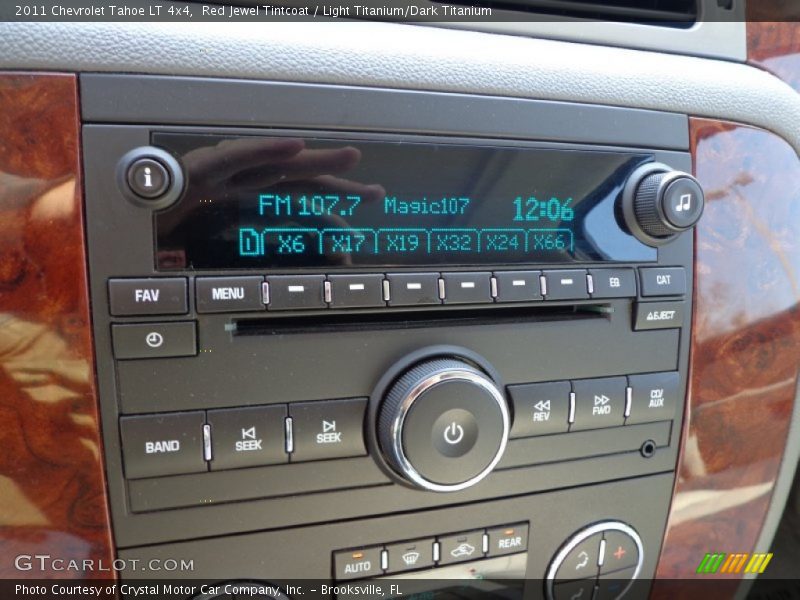 2011 Chevrolet Tahoe LT 4x4, Red Jewel Tintcoat / Light Titanium/Dark Titanium
i
FM 107.7 Magic107 12:06
1 X6 X17 X19 X32 X24 X66
FAV MENU EQ CAT
EJECT
BAND SEEK SEEK REV FWD CD/AUX
AUTO REAR
GTCARLOT.COM
Photo Courtesy of Crystal Motor Car Company, Inc. - Brooksville, FL